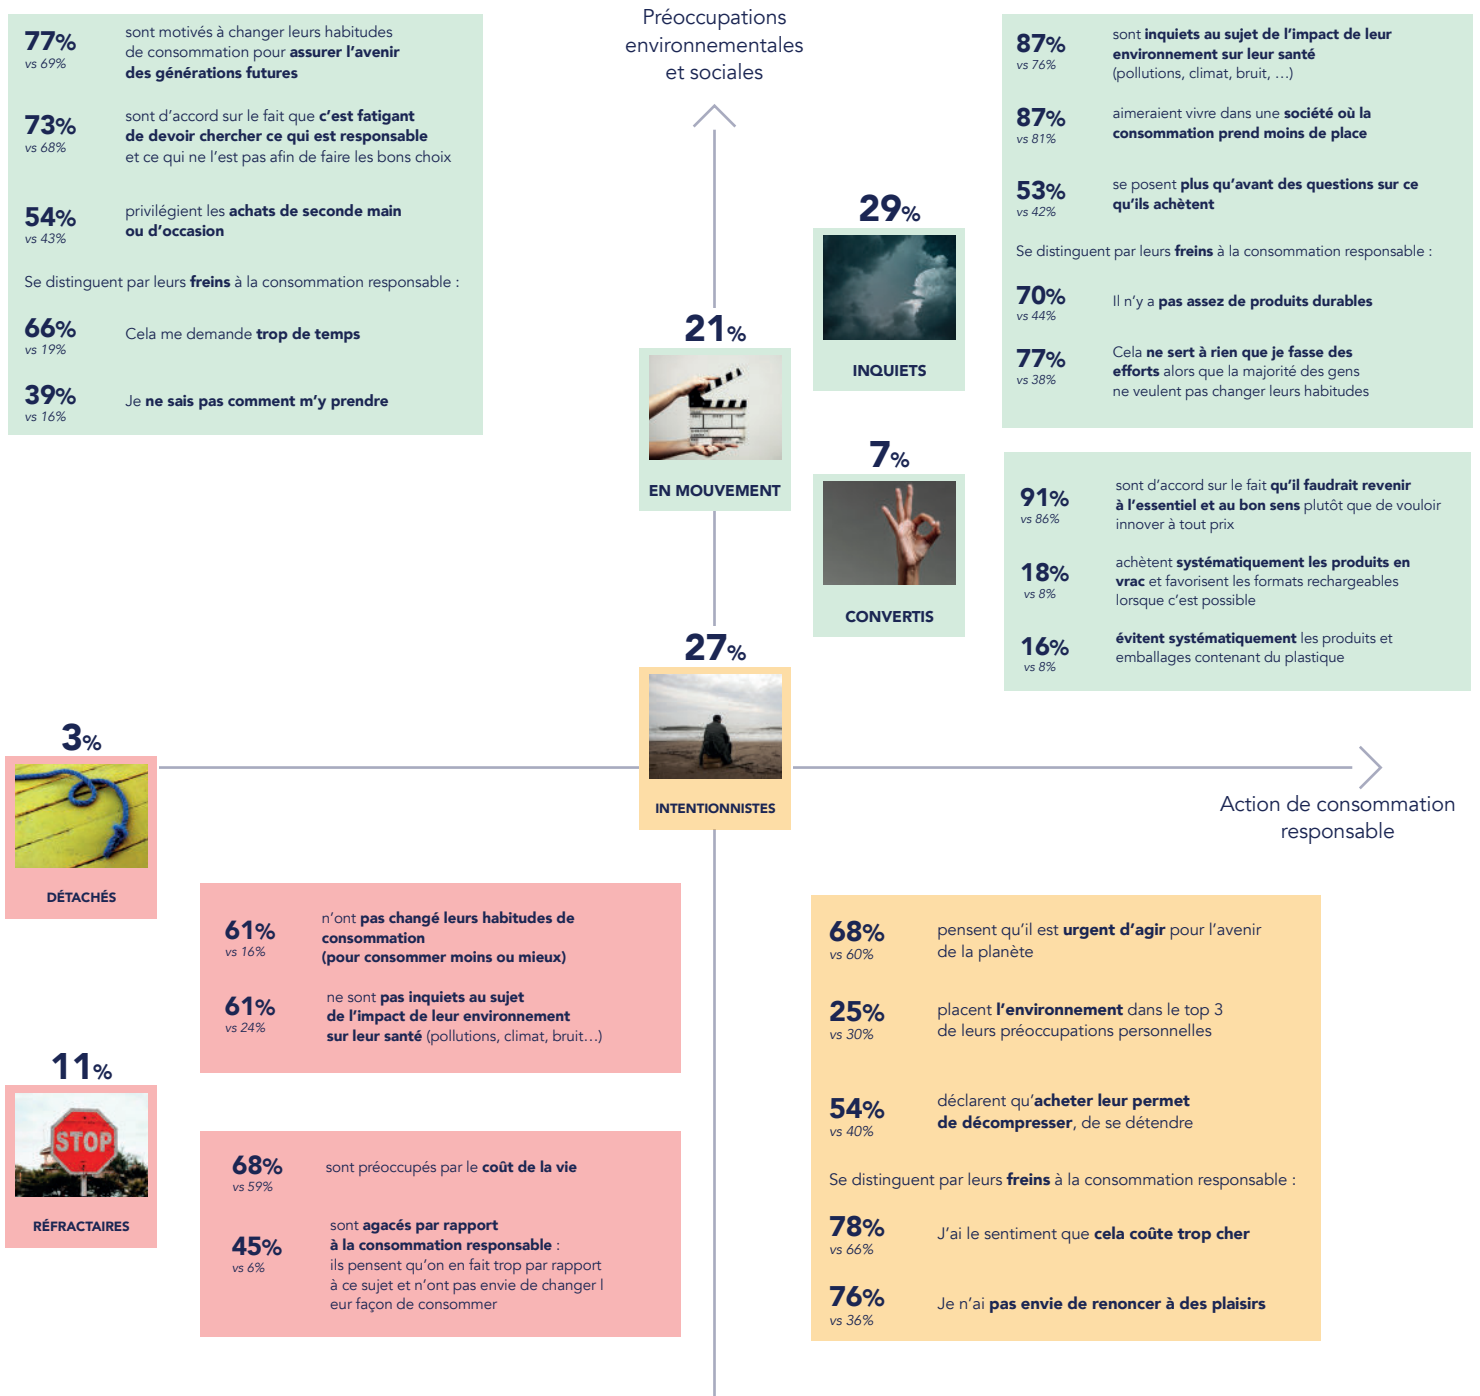 Préoccupations
environnementales
et sociales
77%
vs 69%
sont motivés à changer leurs habitudes
de consommation pour assurer l'avenir
des générations futures
73%
vs 68%
sont d'accord sur le fait que c'est fatigant
de devoir chercher ce qui est responsable
et ce qui ne l'est pas afin de faire les bons choix
54%
vs 43%
privilégient les achats de seconde main
ou d'occasion
Se distinguent par leurs freins à la consommation responsable :
66%
vs 19%
Cela me demande trop de temps
39%
vs 16%
Je ne sais pas comment m'y prendre
21%
EN MOUVEMENT
29%
INQUIETS
87%
vs 76%
sont inquiets au sujet de l'impact de leur
environnement sur leur santé
(pollutions, climat, bruit, …)
87%
vs 81%
aimeraient vivre dans une société où la
consommation prend moins de place
53%
vs 42%
se posent plus qu'avant des questions sur ce
qu'ils achètent
Se distinguent par leurs freins à la consommation responsable :
70%
vs 44%
Il n'y a pas assez de produits durables
77%
vs 38%
Cela ne sert à rien que je fasse des
efforts alors que la majorité des gens
ne veulent pas changer leurs habitudes
7%
CONVERTIS
91%
vs 86%
sont d'accord sur le fait qu'il faudrait revenir
à l'essentiel et au bon sens plutôt que de vouloir
innover à tout prix
18%
vs 8%
achètent systématiquement les produits en
vrac et favorisent les formats rechargeables
lorsque c'est possible
16%
vs 8%
évitent systématiquement les produits et
emballages contenant du plastique
27%
INTENTIONNISTES
Action de consommation
responsable
3%
DÉTACHÉS
61%
vs 16%
n'ont pas changé leurs habitudes de
consommation
(pour consommer moins ou mieux)
61%
vs 24%
ne sont pas inquiets au sujet
de l'impact de leur environnement
sur leur santé (pollutions, climat, bruit…)
11%
STOP
RÉFRACTAIRES
68%
vs 59%
sont préoccupés par le coût de la vie
45%
vs 6%
sont agacés par rapport
à la consommation responsable :
ils pensent qu'on en fait trop par rapport
à ce sujet et n'ont pas envie de changer l
eur façon de consommer
68%
vs 60%
pensent qu'il est urgent d'agir pour l'avenir
de la planète
25%
vs 30%
placent l'environnement dans le top 3
de leurs préoccupations personnelles
54%
vs 40%
déclarent qu'acheter leur permet
de décompresser, de se détendre
Se distinguent par leurs freins à la consommation responsable :
78%
vs 66%
J'ai le sentiment que cela coûte trop cher
76%
vs 36%
Je n'ai pas envie de renoncer à des plaisirs